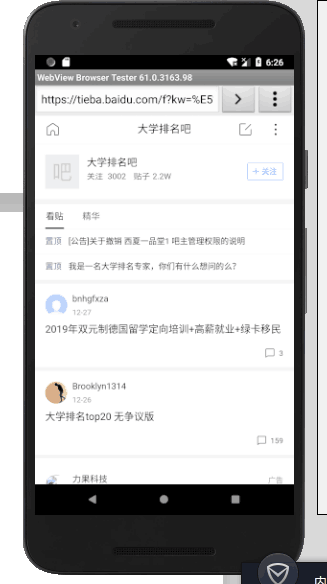 6:26
WebView Browser Tester 61.0.3163.98
https://tieba.baidu.com/f?kw=%E5
大学排名吧
吧
大学排名吧
关注 3002 贴子 2.2W
+ 关注
看贴 精华
置顶 [公告]关于撤销 西夏一品堂1 吧主管理权限的说明
置顶 我是一名大学排名专家，你们有什么想问的么?
bnhgfxza
12-27
2019年双元制德国留学定向培训+高薪就业+绿卡移民
3
Brooklyn1314
12-26
大学排名top20 无争议版
159
力果科技
广告
内